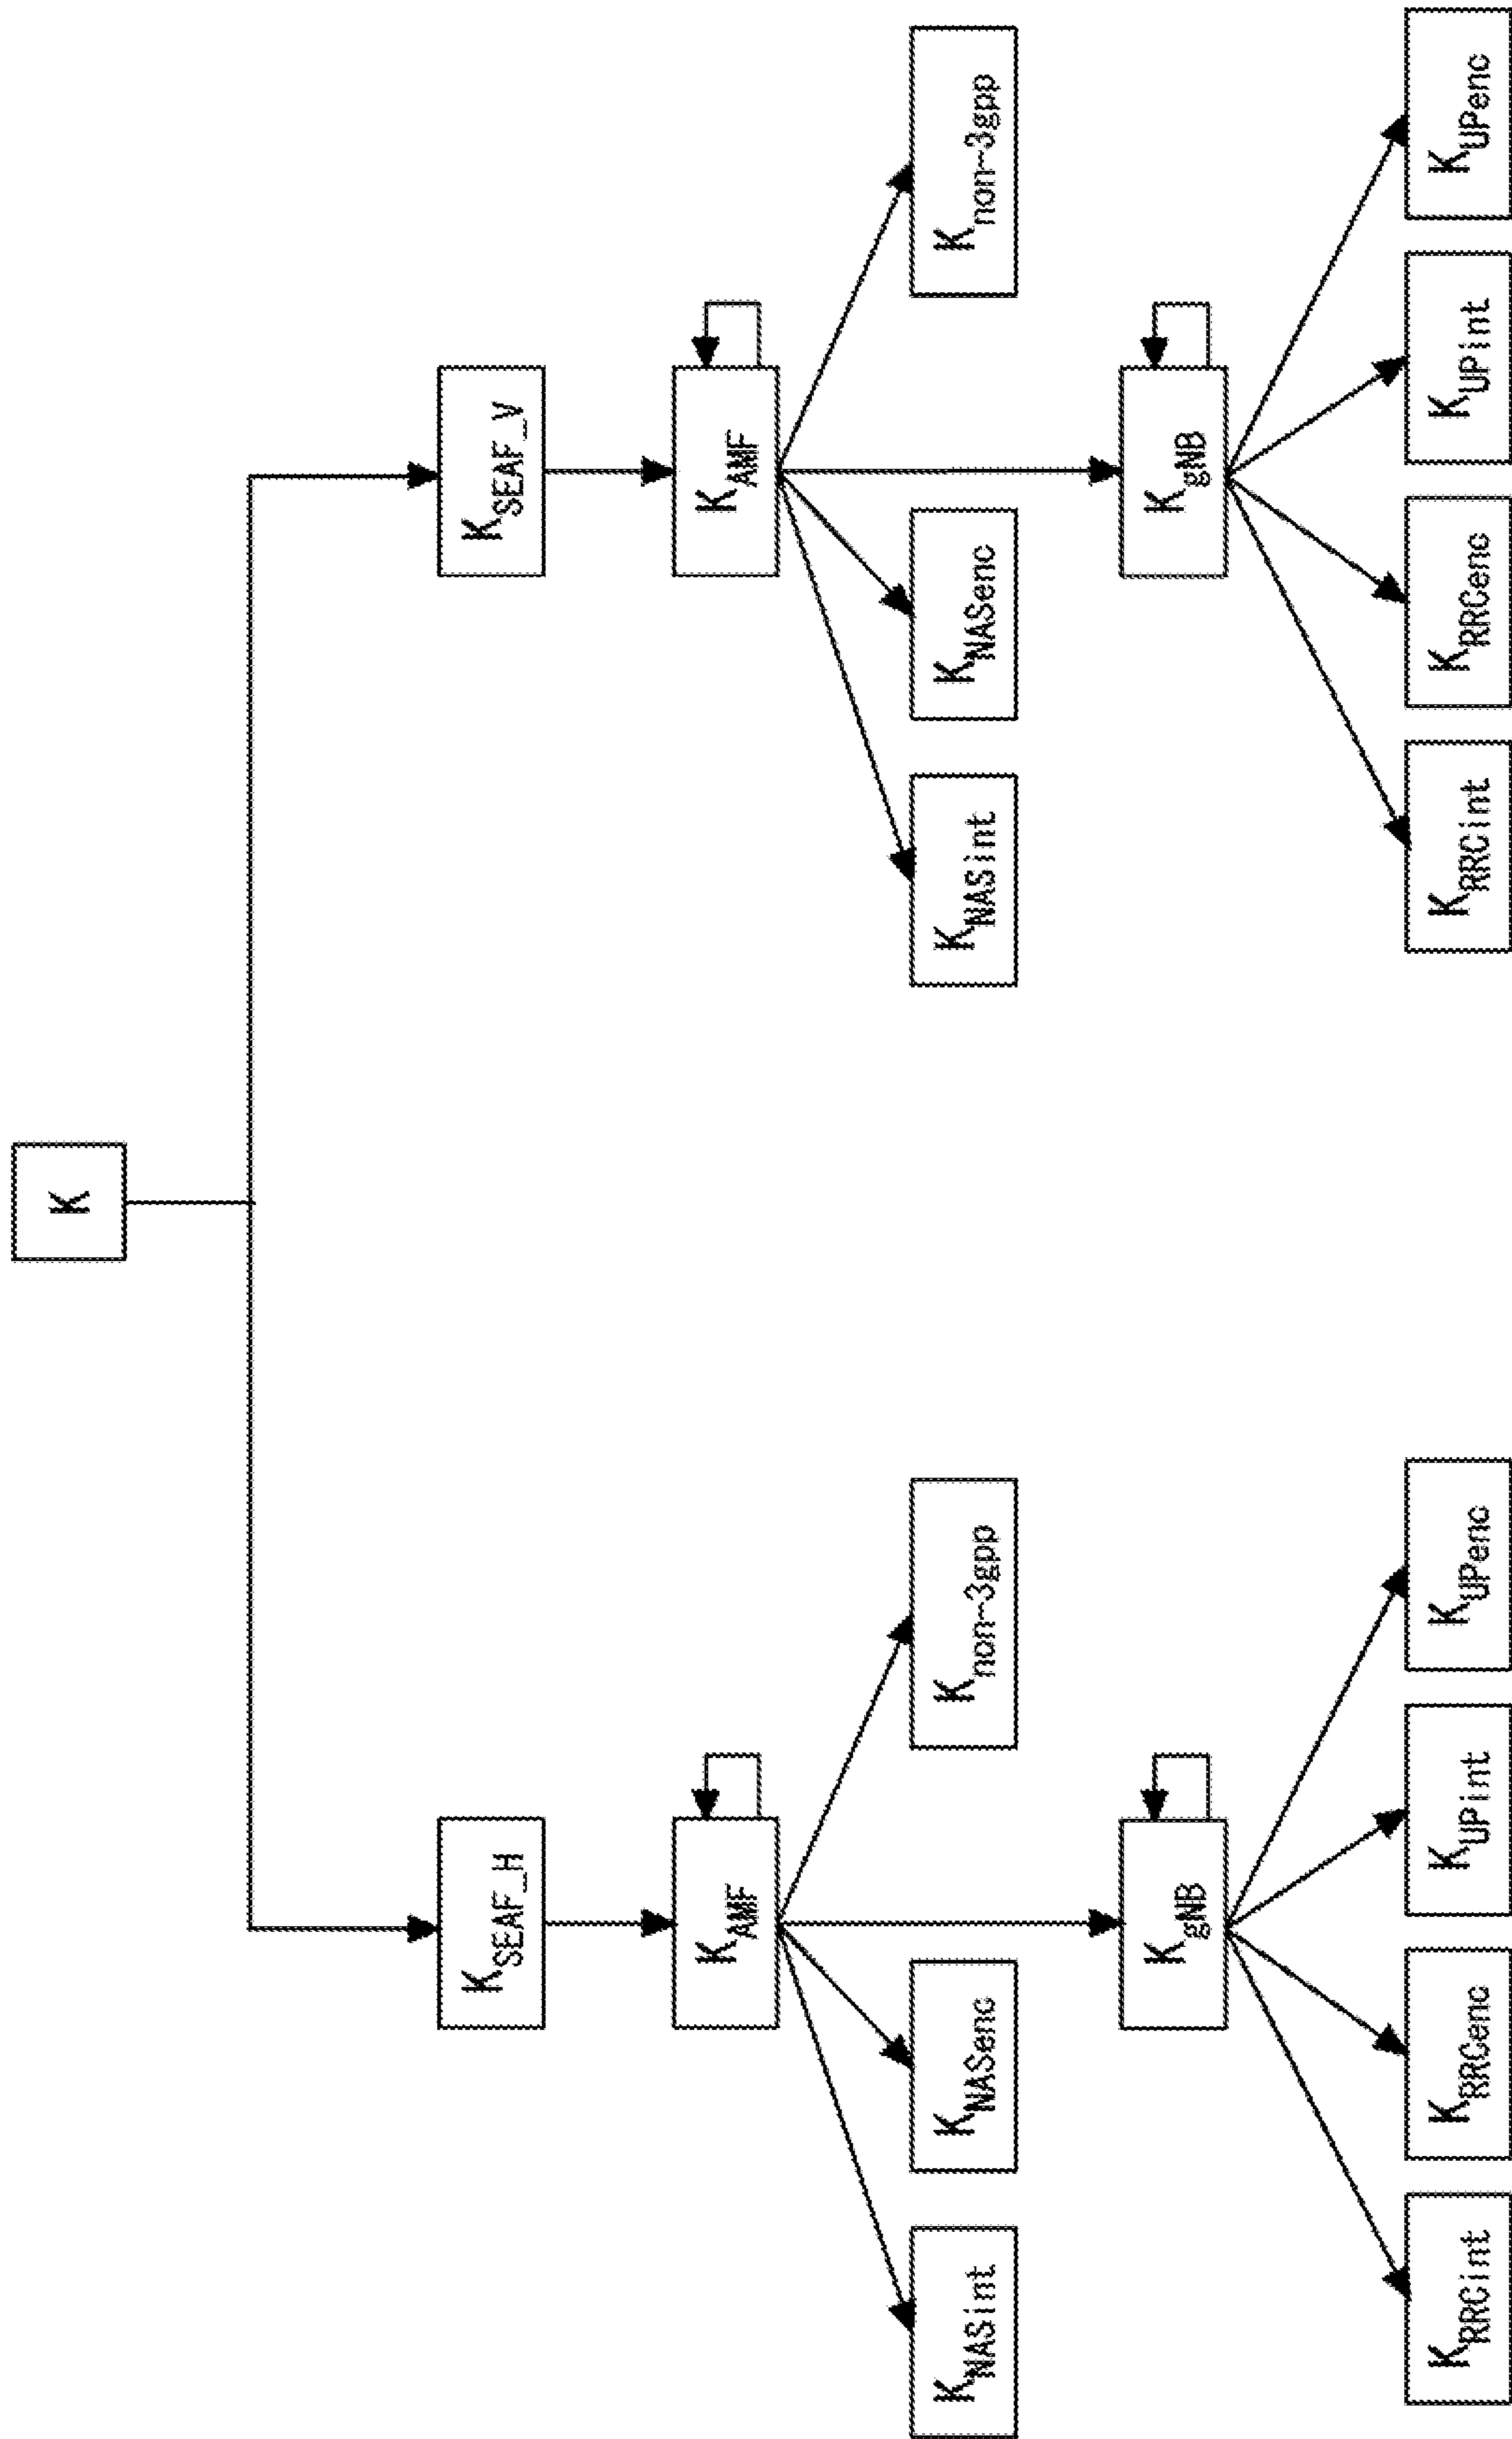 K
K_SEAF_H
K_SEAF_V
K_AMF
K_AMF
K_NASint
K_NASenc
K_non-3gpp
K_NASint
K_NASenc
K_non-3gpp
K_gNB
K_gNB
K_RRCint
K_RRCenc
K_UPint
K_UPenc
K_RRCint
K_RRCenc
K_UPint
K_UPenc